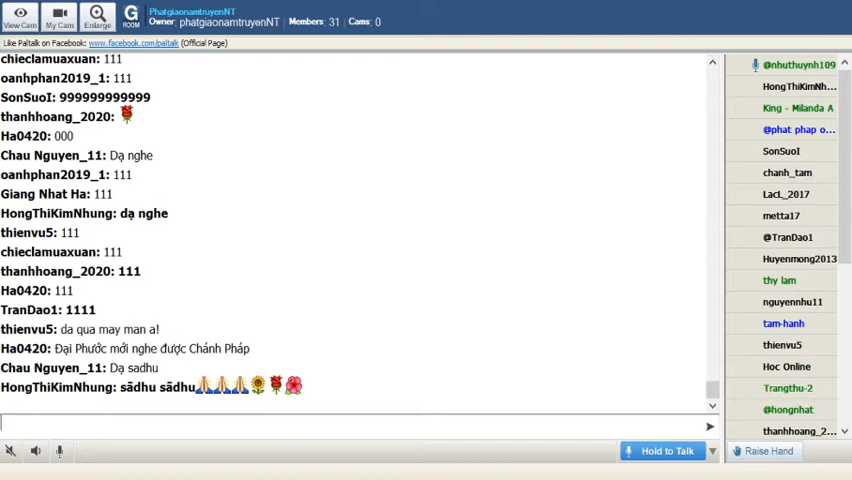 PhatgiaonamtruyenNT
Owner: phatgiaonamtruyenNT Members: 31 Cams: 0
View Cam My Cam Enlarge G ROOM
Like Paltalk on Facebook: www.facebook.com/paltalk (Official Page)
chieclamuaxuan: 111
oanhphan2019_1: 111
SonSuoI: 999999999999
thanhhoang_2020:
Ha0420: 000
Chau Nguyen_11: Dạ nghe
oanhphan2019_1: 111
Giang Nhat Ha: 111
HongThiKimNhung: dạ nghe
thienvu5: 111
chieclamuaxuan: 111
thanhhoang_2020: 111
Ha0420: 111
TranDao1: 1111
thienvu5: da qua may man a!
Ha0420: Đại Phước mới nghe được Chánh Pháp
Chau Nguyen_11: Dạ sadhu
HongThiKimNhung: sādhu sādhu
Hold to Talk
@nhuthuynh109
HongThiKimNh...
King - Milanda A
@phat phap o...
SonSuoI
chanh_tam
LacL_2017
metta17
@TranDao1
Huyenmong2013
thy lam
nguyennhu11
tam-hanh
thienvu5
Hoc Online
Trangthu-2
@hongnhat
thanhhoang_2...
Raise Hand